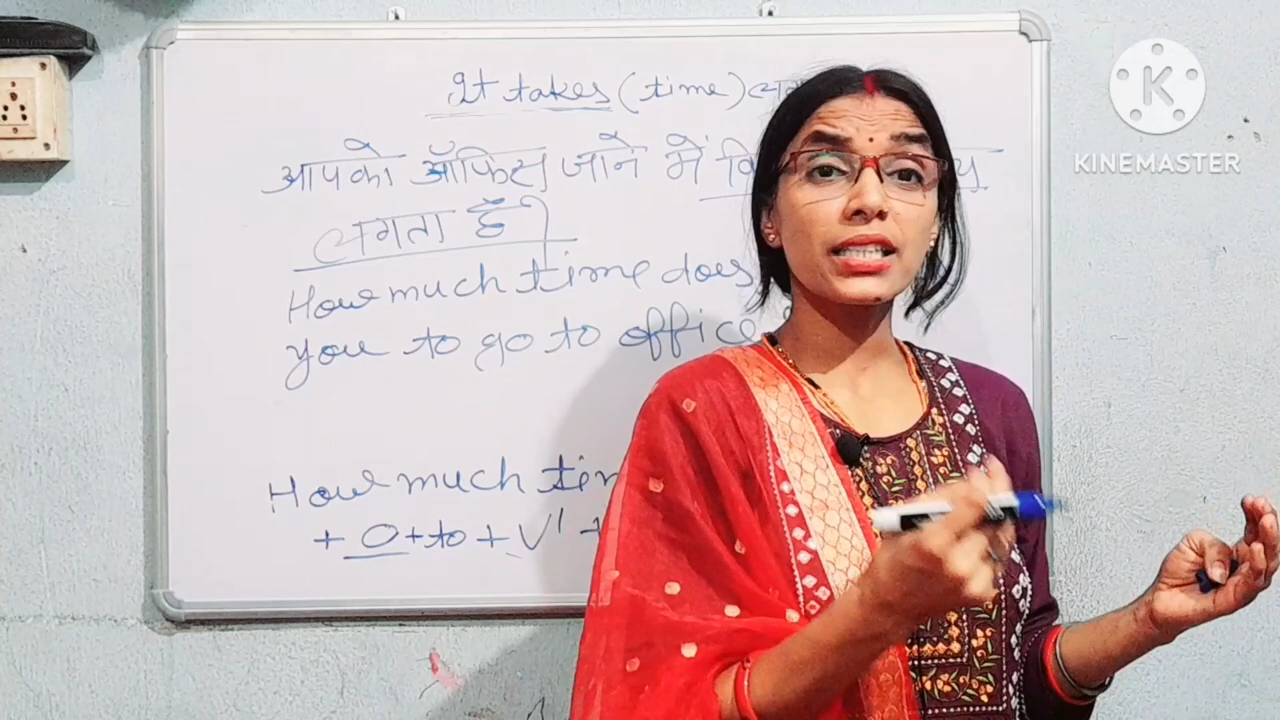 It takes (time)
आपको ऑफिस जाने में
लगता है?
How much time does
you to go to office
How much
+ O + to + V¹ +
KINEMASTER